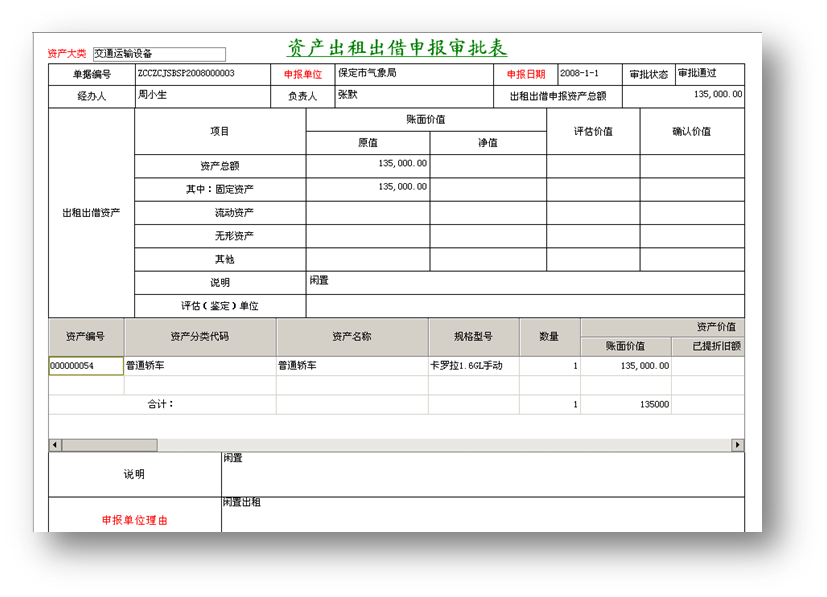 资产出租出借申报审批表
资产大类 交通运输设备
单据编号 ZCCZCJSBSP2008000003 申报单位 保定市气象局 申报日期 2008-1-1 审批状态 审批通过
经办人 周小生 负责人 张默 出租出借申报资产总额 135,000.00
出租出借资产
项目 账面价值 评估价值 确认价值
原值 净值
资产总额 135,000.00
其中：固定资产 135,000.00
流动资产
无形资产
其他
说明 闲置
评估（鉴定）单位
资产编号 资产分类代码 资产名称 规格型号 数量 资产价值
账面价值 已提折旧额
000000054 普通轿车 普通轿车 卡罗拉1.6GL手动 1 135,000.00
合计： 1 135000
说明 闲置
申报单位理由 闲置出租